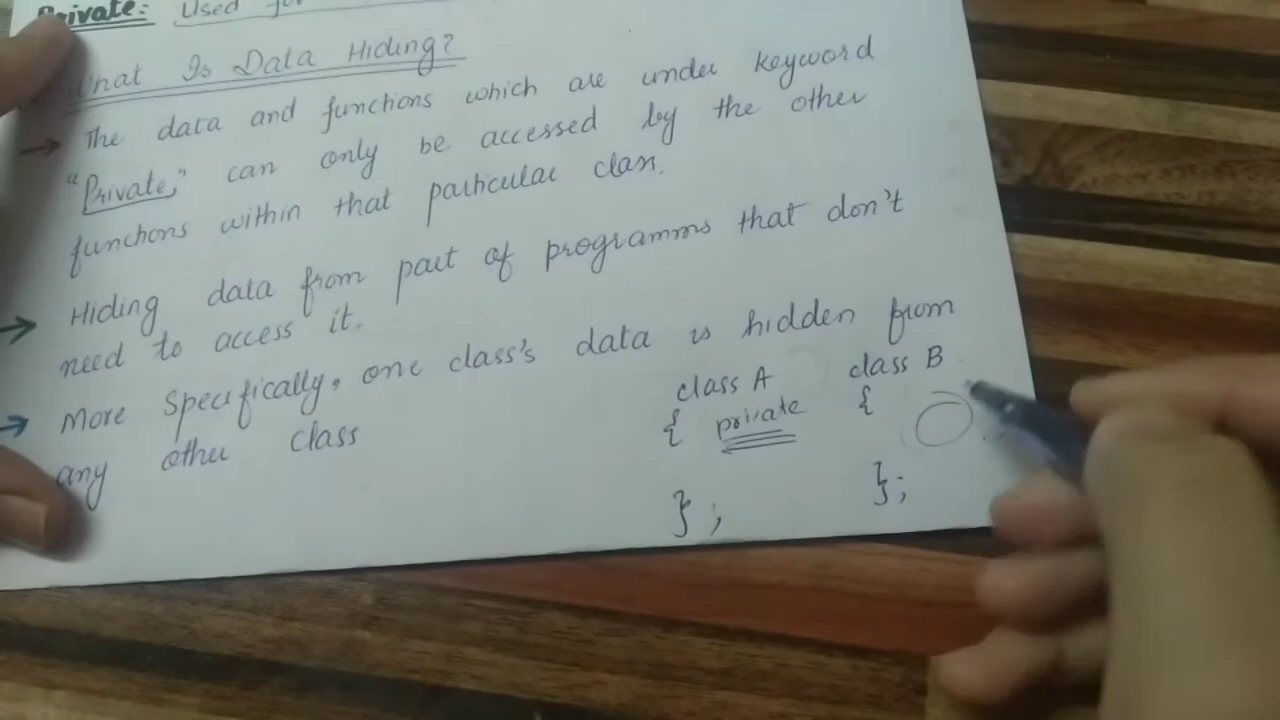 Private: Used for
What Is Data Hiding?
The data and functions which are under keyword
"Private" can only be accessed by the other
functions within that particular class.
Hiding data from part of programms that don't
need to access it.
More Specifically, one class's data is hidden from
any other class
class A class B
{ private {
} ; } ;